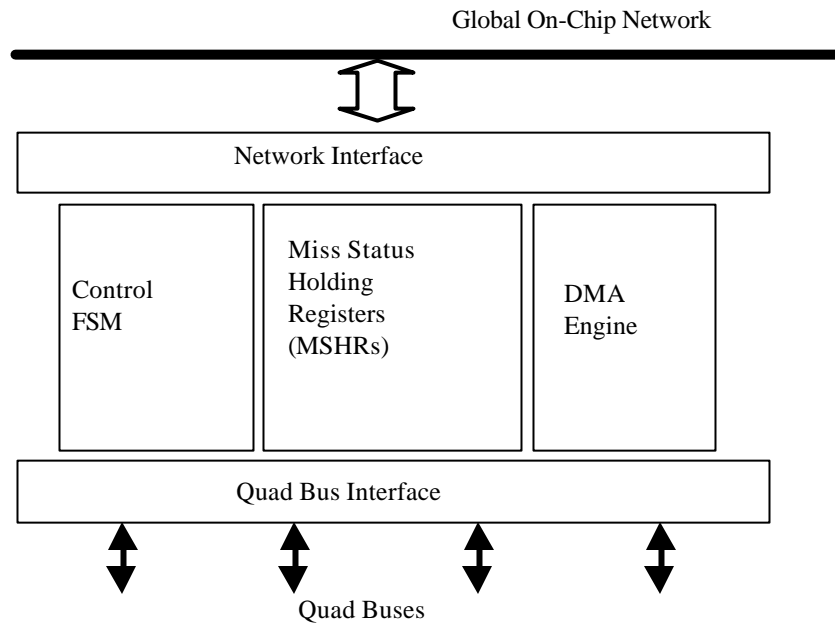 Global On-Chip Network
Network Interface
Control
FSM
Miss Status
Holding
Registers
(MSHRs)
DMA
Engine
Quad Bus Interface
Quad Buses